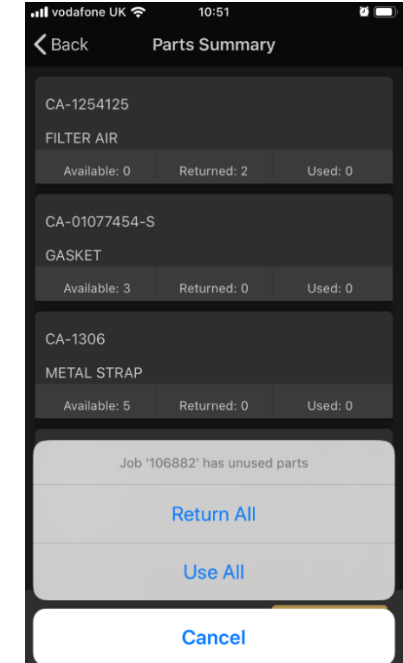 vodafone UK 10:51
Back Parts Summary
CA-1254125
FILTER AIR
Available: 0 Returned: 2 Used: 0
CA-01077454-S
GASKET
Available: 3 Returned: 0 Used: 0
CA-1306
METAL STRAP
Available: 5 Returned: 0 Used: 0
Job '106882' has unused parts
Return All
Use All
Cancel